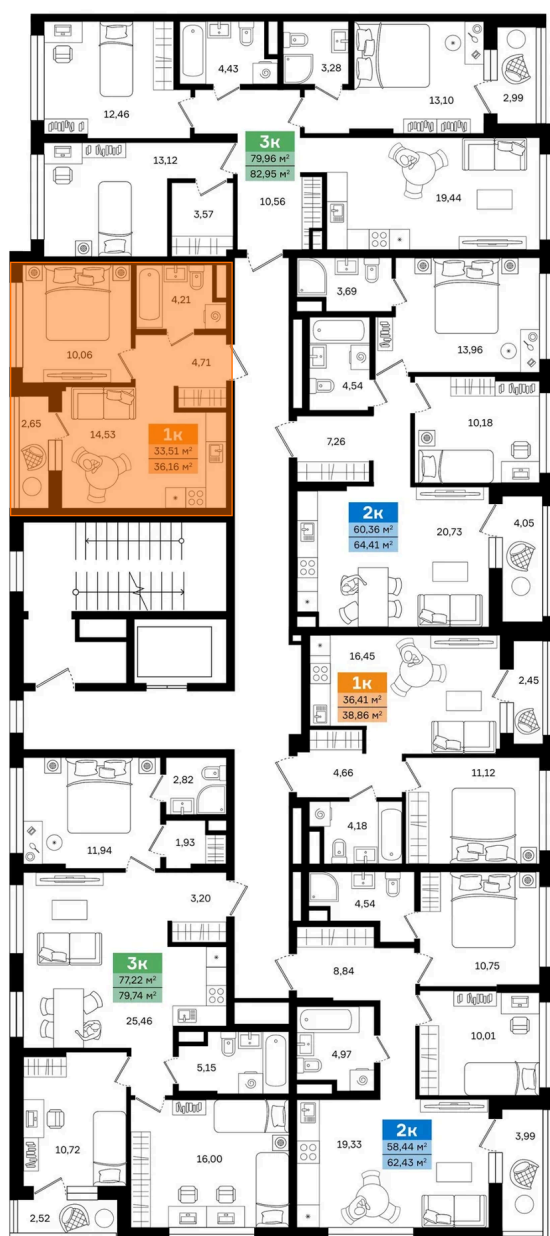 4,43
3,28
2,99
12,46
13,10
3к
79,96 м²
82,95 м²
13,12
19,44
3,57
10,56
4,21
3,69
10,06
4,71
13,96
4,54
2,65
14,53
1к
33,51 м²
36,16 м²
10,18
7,26
2к
60,36 м²
64,41 м²
20,73
4,05
16,45
1к
36,41 м²
38,86 м²
2,45
2,82
4,66
11,12
11,94
1,93
4,18
3,20
4,54
3к
77,22 м²
79,74 м²
25,46
8,84
10,75
5,15
4,97
10,01
10,72
16,00
19,33
2к
58,44 м²
62,43 м²
3,99
2,52